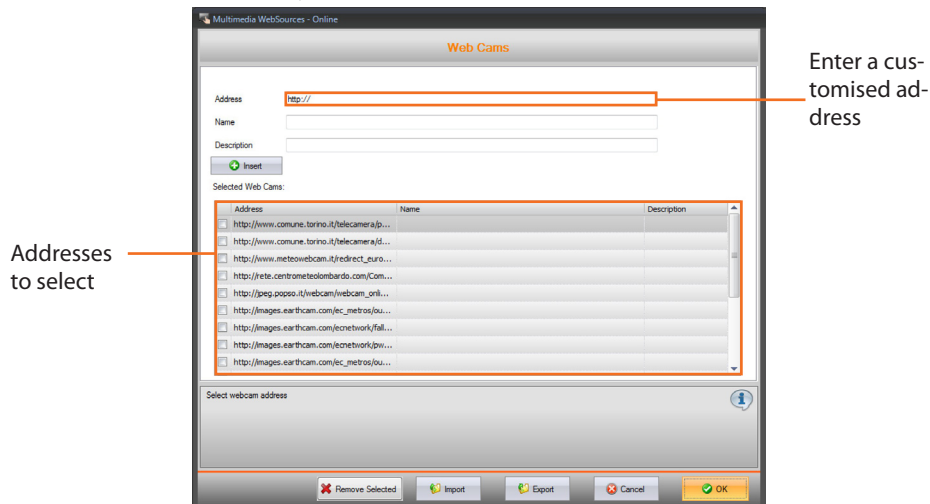 Multimedia WebSources - Online
Web Cams
Enter a cus-
tomised ad-
dress
Address http://
Name
Description
Insert
Selected Web Cams:
Address Name Description
http://www.comune.torino.it/telecamera/p...
http://www.comune.torino.it/telecamera/d...
http://www.meteowebcam.it/redirect_euro...
http://rete.centrometeolombardo.com/Com...
http://jpeg.popso.it/webcam/webcam_onli...
http://images.earthcam.com/ec_metros/ou...
http://images.earthcam.com/ecnetwork/fall...
http://images.earthcam.com/ecnetwork/pw...
http://images.earthcam.com/ec_metros/ou...
Addresses
to select
Select webcam address
Remove Selected Import Export Cancel OK